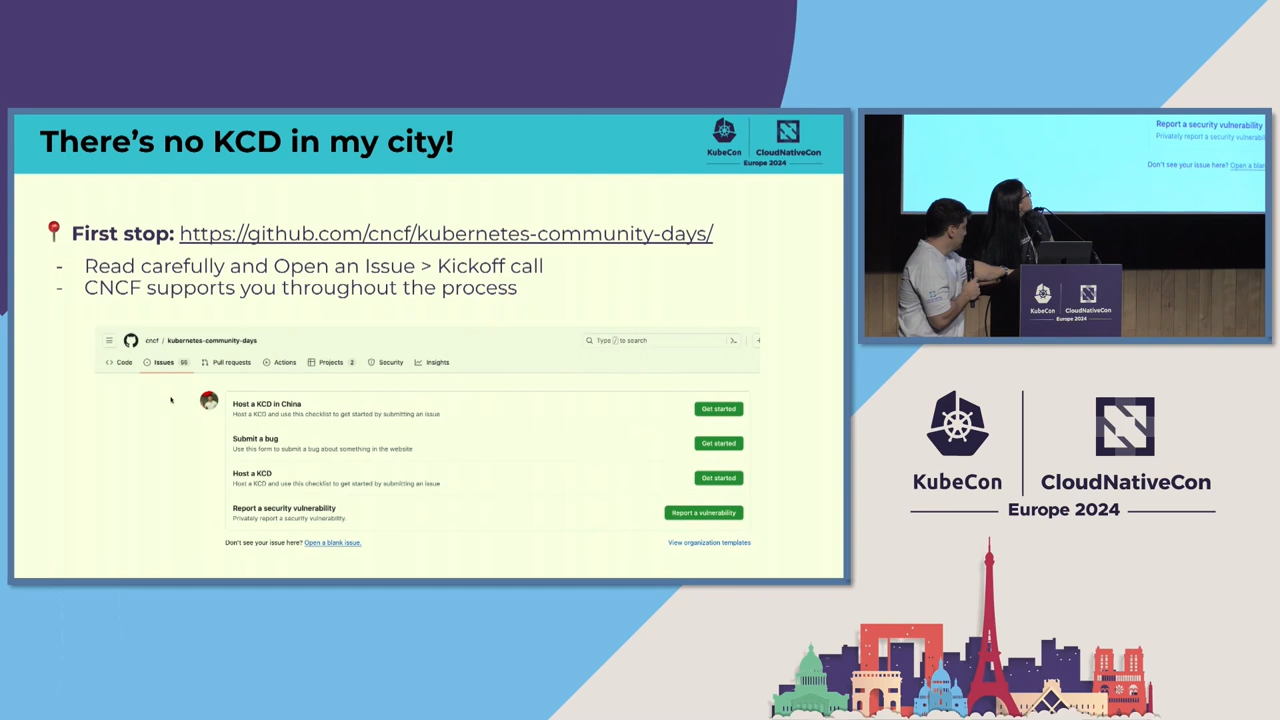 There's no KCD in my city!
KubeCon
CloudNativeCon
Europe 2024
📍 First stop: https://github.com/cncf/kubernetes-community-days/
- Read carefully and Open an Issue > Kickoff call
- CNCF supports you throughout the process
cncf / kubernetes-community-days
Type / to search
Code
Issues 55
Pull requests
Actions
Projects 2
Security
Insights
Host a KCD in China
Host a KCD and use this checklist to get started by submitting an issue
Get started
Submit a bug
Use this form to submit a bug about something in the website
Get started
Host a KCD
Host a KCD and use this checklist to get started by submitting an issue
Get started
Report a security vulnerability
Privately report a security vulnerability.
Report a vulnerability
Don't see your issue here? Open a blank issue.
View organization templates
Report a security vulnerability
Privately report a security
Don't see your issue here? Open a
KubeCon
CloudNativeCon
Europe 2024
KubeCon
CloudNativeCon
Europe 2024